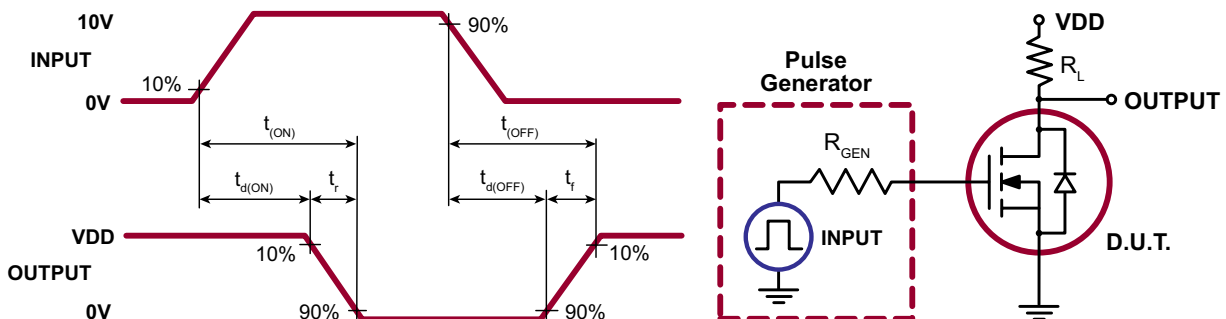 10V
INPUT
0V
10%
90%
t(ON)
t(OFF)
td(ON)
tr
td(OFF)
tf
VDD
OUTPUT
0V
10%
90%
10%
90%
Pulse
Generator
RGEN
INPUT
VDD
RL
OUTPUT
D.U.T.